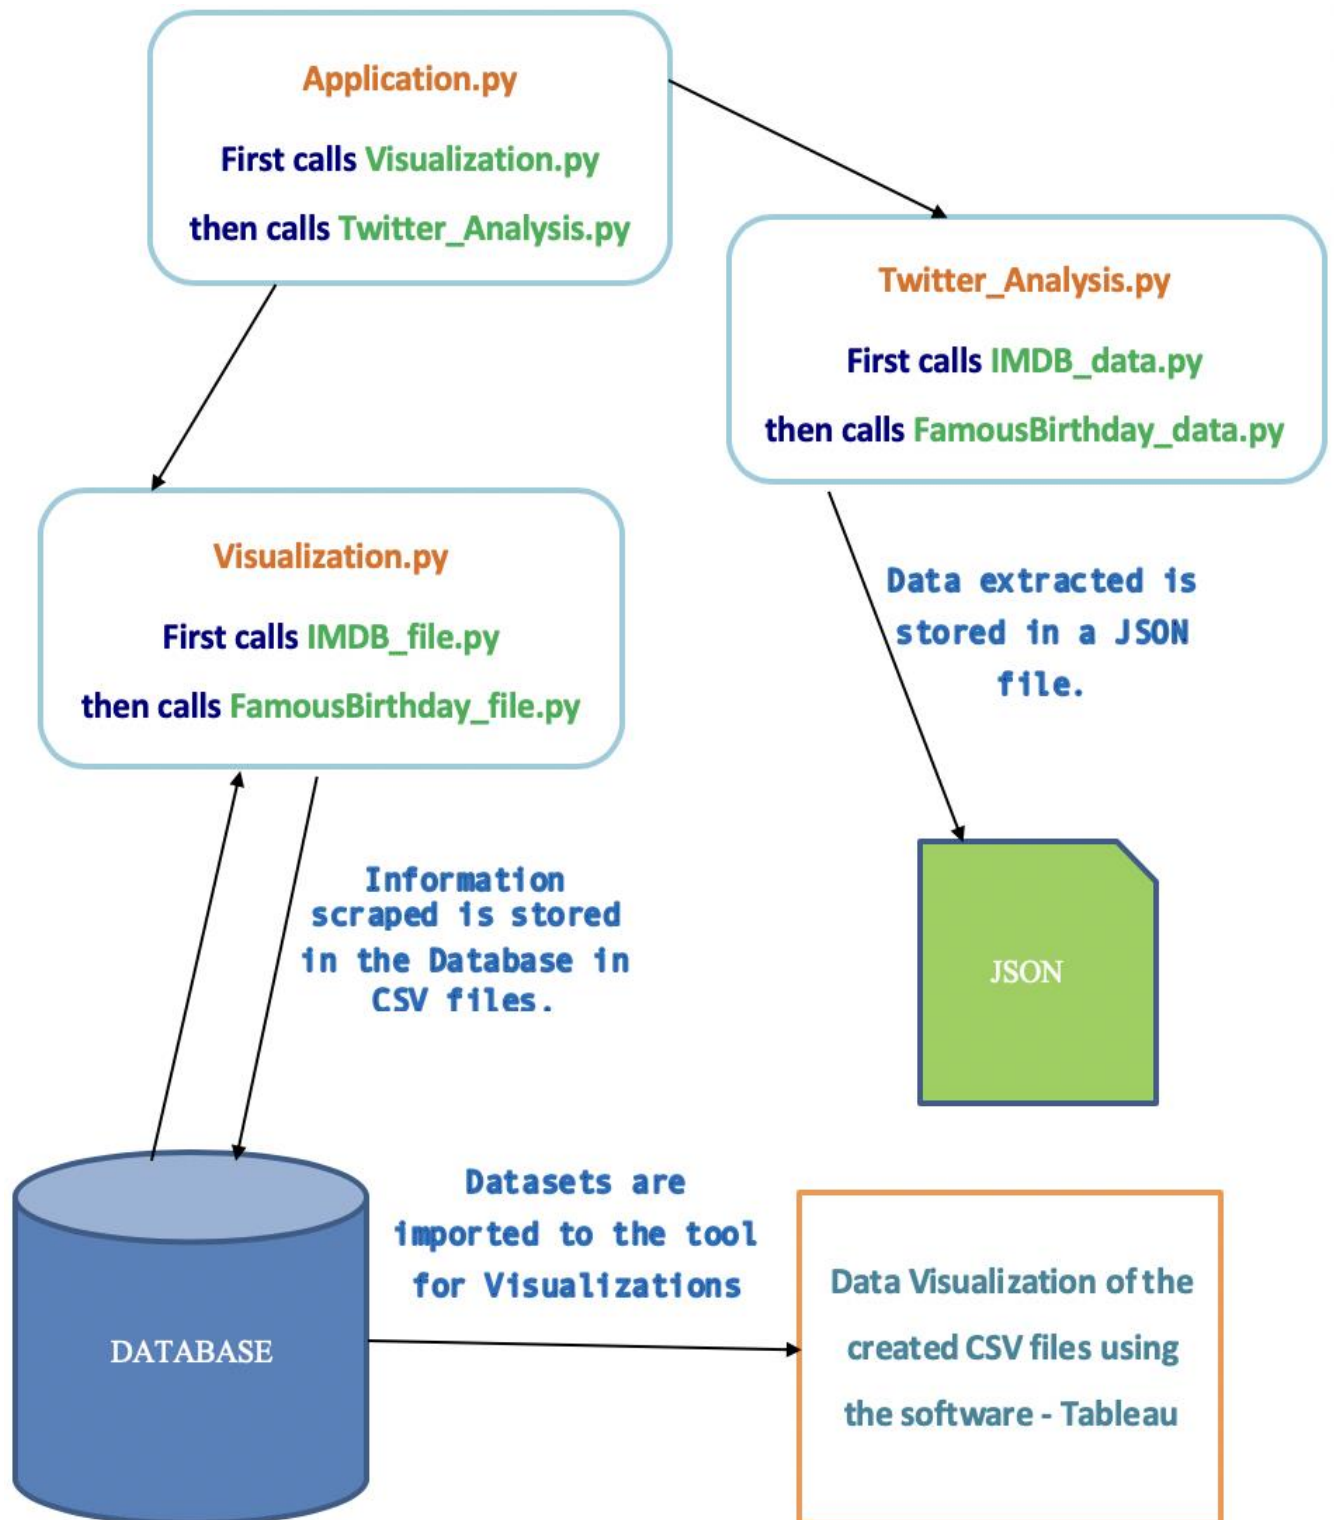 Application.py
First calls Visualization.py
then calls Twitter_Analysis.py
Twitter_Analysis.py
First calls IMDB_data.py
then calls FamousBirthday_data.py
Visualization.py
First calls IMDB_file.py
then calls FamousBirthday_file.py
Data extracted is
stored in a JSON
file.
Information
scraped is stored
in the Database in
CSV files.
JSON
Datasets are
imported to the tool
for Visualizations
DATABASE
Data Visualization of the
created CSV files using
the software - Tableau